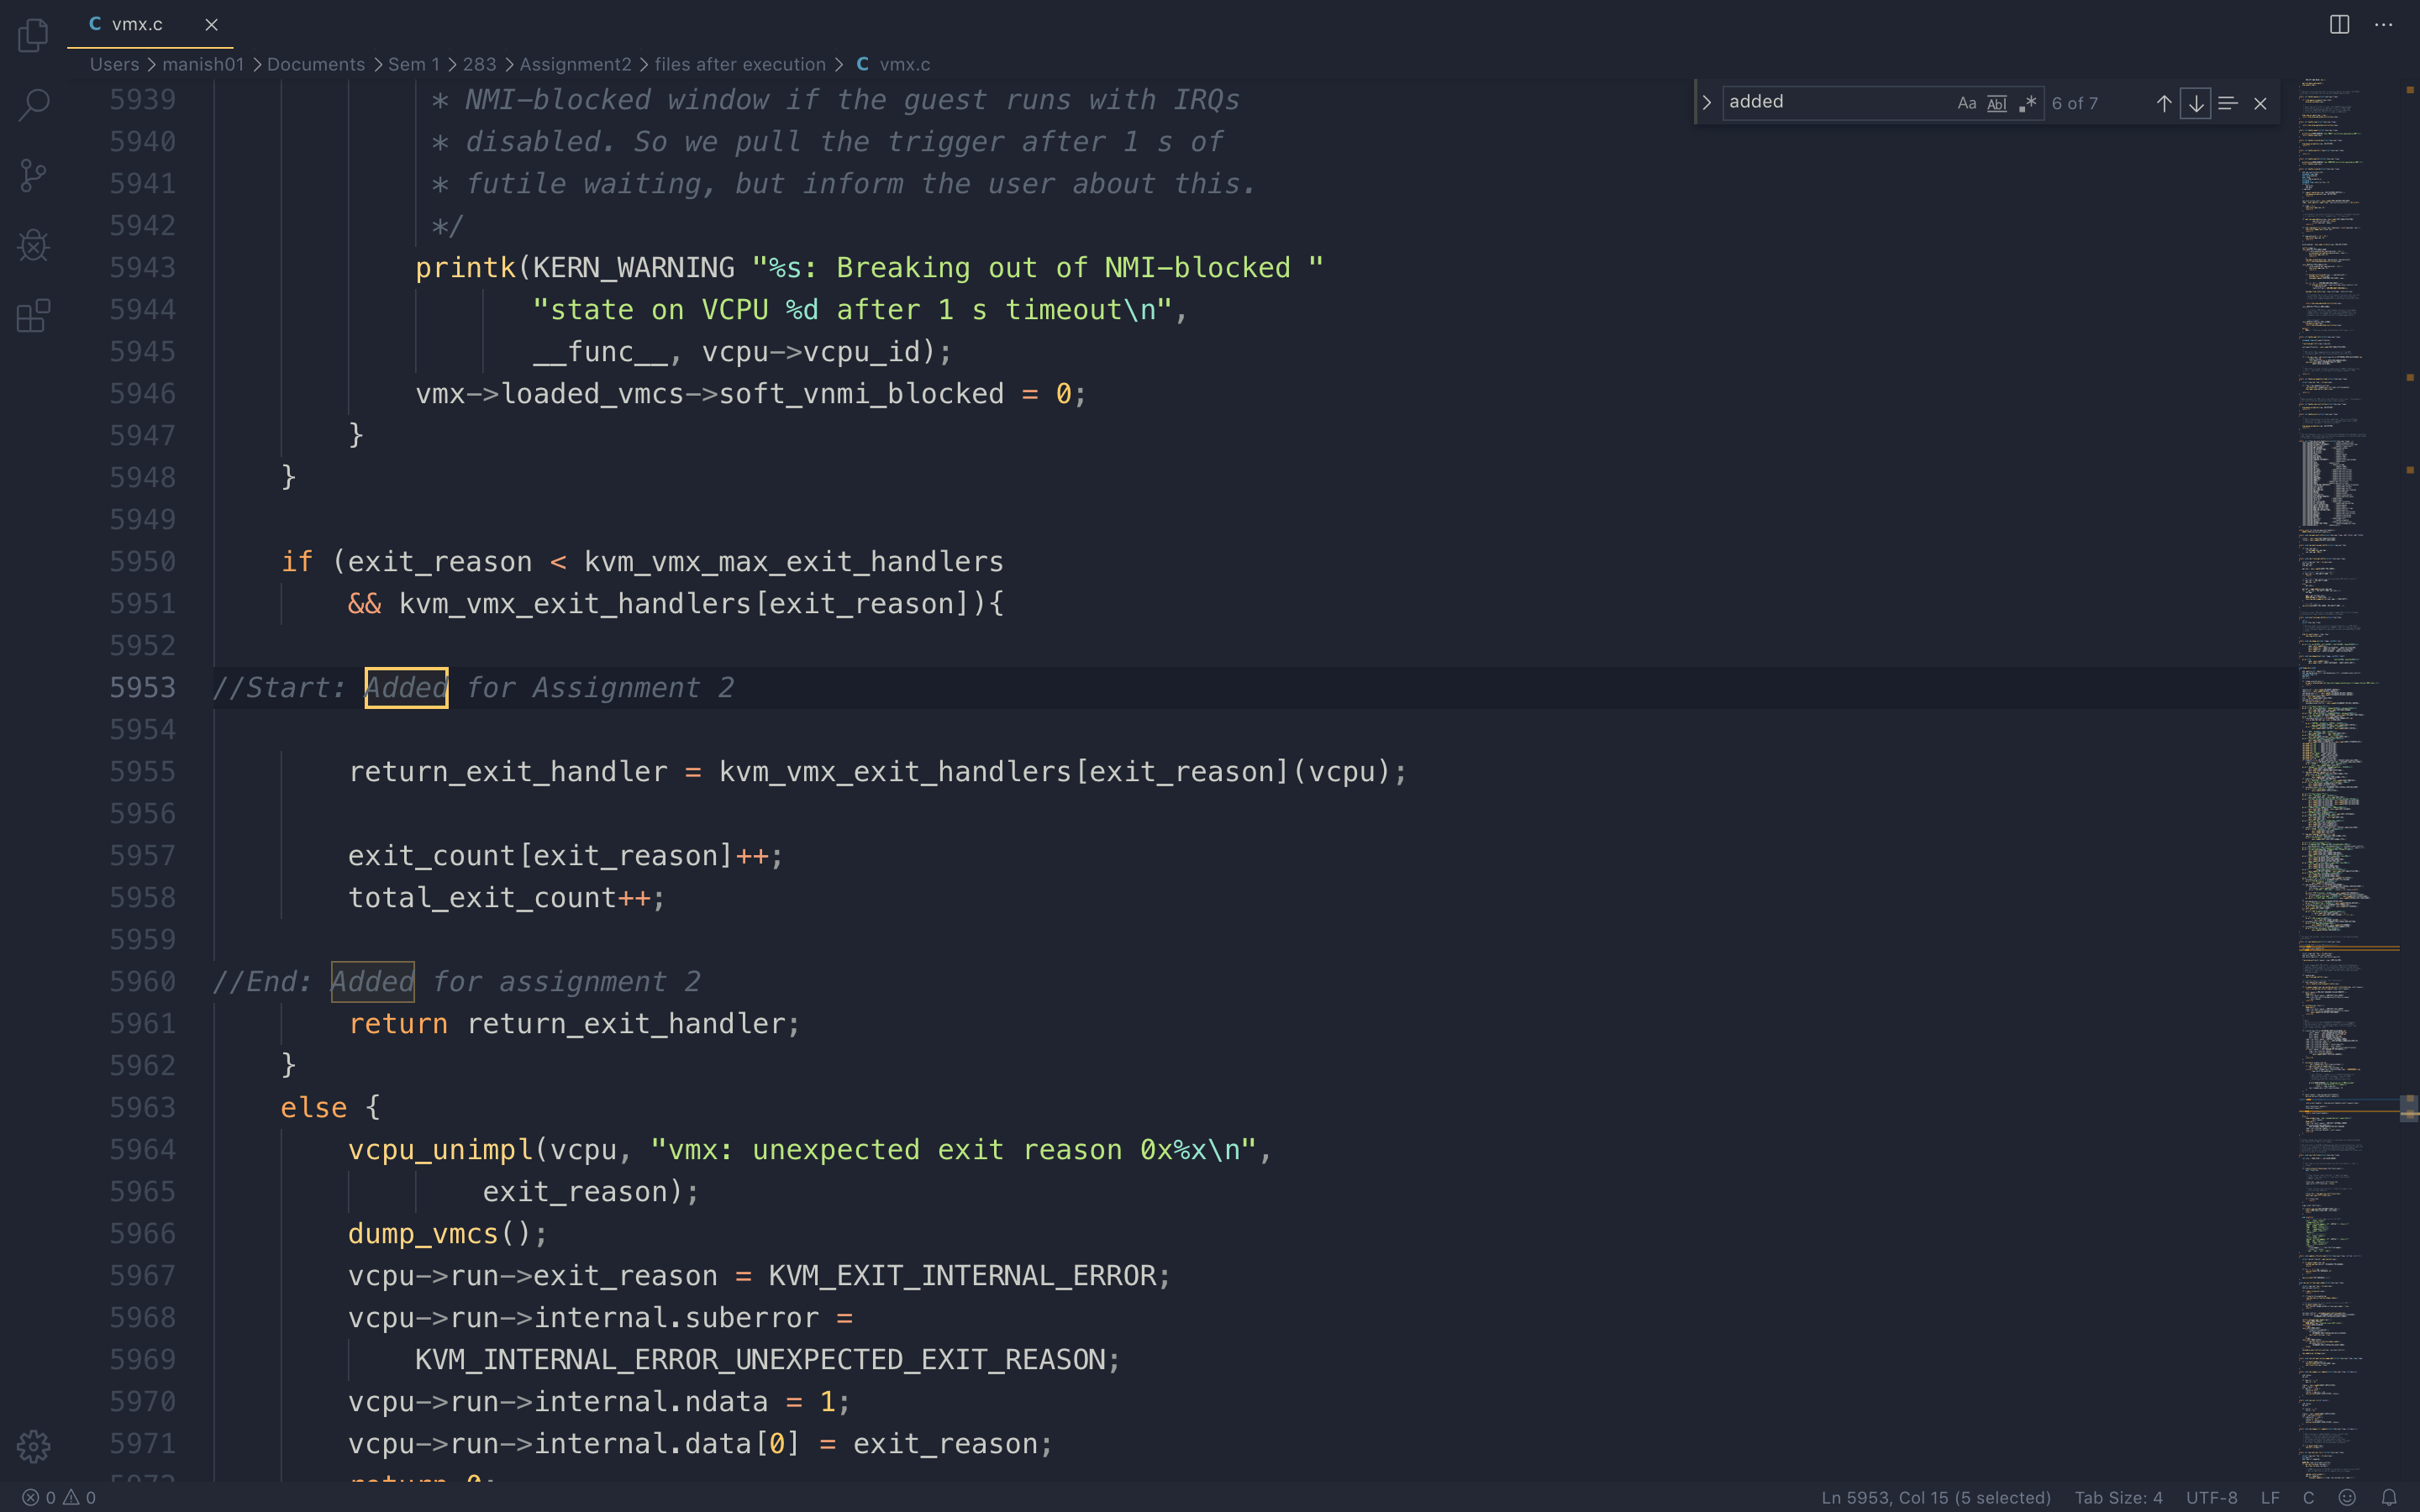 C vmx.c
Users > manish01 > Documents > Sem 1 > 283 > Assignment2 > files after execution > C vmx.c
added Aa Abl .* 6 of 7
5939 * NMI-blocked window if the guest runs with IRQs
5940 * disabled. So we pull the trigger after 1 s of
5941 * futile waiting, but inform the user about this.
5942 */
5943 printk(KERN_WARNING "%s: Breaking out of NMI-blocked "
5944 "state on VCPU %d after 1 s timeout\n",
5945 __func__, vcpu->vcpu_id);
5946 vmx->loaded_vmcs->soft_vnmi_blocked = 0;
5947 }
5948 }
5949
5950 if (exit_reason < kvm_vmx_max_exit_handlers
5951 && kvm_vmx_exit_handlers[exit_reason]){
5952
5953 //Start: Added for Assignment 2
5954
5955 return_exit_handler = kvm_vmx_exit_handlers[exit_reason](vcpu);
5956
5957 exit_count[exit_reason]++;
5958 total_exit_count++;
5959
5960 //End: Added for assignment 2
5961 return return_exit_handler;
5962 }
5963 else {
5964 vcpu_unimpl(vcpu, "vmx: unexpected exit reason 0x%x\n",
5965 exit_reason);
5966 dump_vmcs();
5967 vcpu->run->exit_reason = KVM_EXIT_INTERNAL_ERROR;
5968 vcpu->run->internal.suberror =
5969 KVM_INTERNAL_ERROR_UNEXPECTED_EXIT_REASON;
5970 vcpu->run->internal.ndata = 1;
5971 vcpu->run->internal.data[0] = exit_reason;
5972 return 0;
0 0 Ln 5953, Col 15 (5 selected) Tab Size: 4 UTF-8 LF C